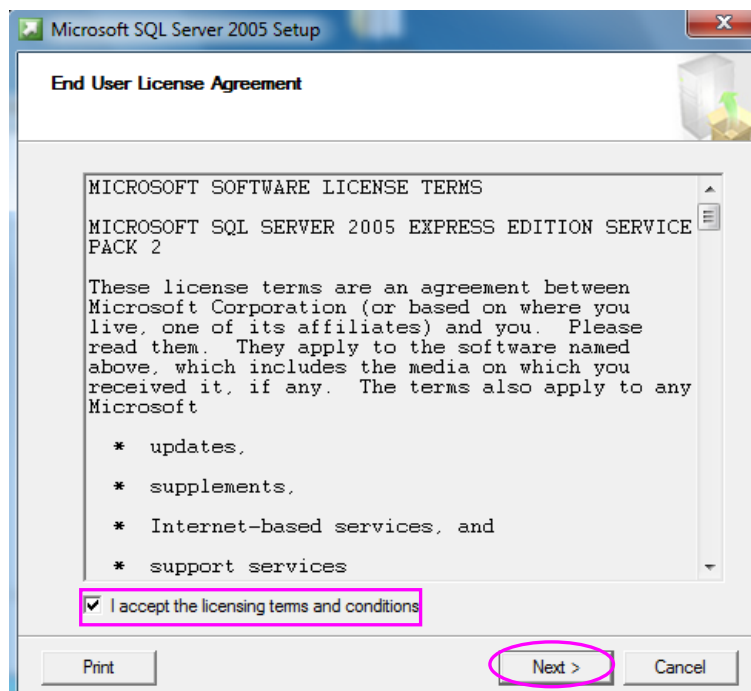 Microsoft SQL Server 2005 Setup
End User License Agreement
MICROSOFT SOFTWARE LICENSE TERMS
MICROSOFT SQL SERVER 2005 EXPRESS EDITION SERVICE
PACK 2
These license terms are an agreement between
Microsoft Corporation (or based on where you
live, one of its affiliates) and you.  Please
read them.  They apply to the software named
above, which includes the media on which you
received it, if any.  The terms also apply to any
Microsoft
* updates,
* supplements,
* Internet-based services, and
* support services
I accept the licensing terms and conditions
Print
Next >
Cancel